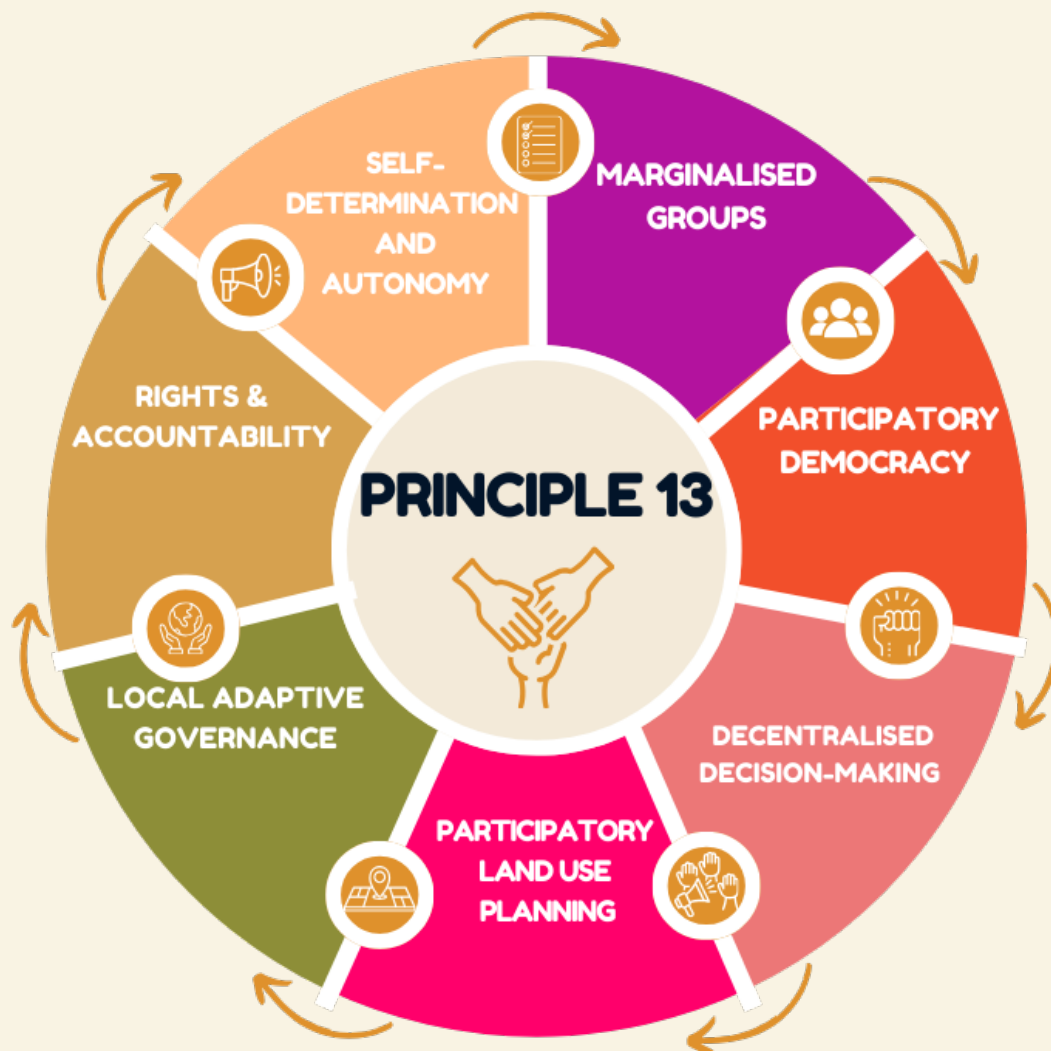 SELF-
DETERMINATION
AND
AUTONOMY
MARGINALISED
GROUPS
PARTICIPATORY
DEMOCRACY
DECENTRALISED
DECISION-MAKING
PARTICIPATORY
LAND USE
PLANNING
LOCAL ADAPTIVE
GOVERNANCE
RIGHTS &
ACCOUNTABILITY
PRINCIPLE 13